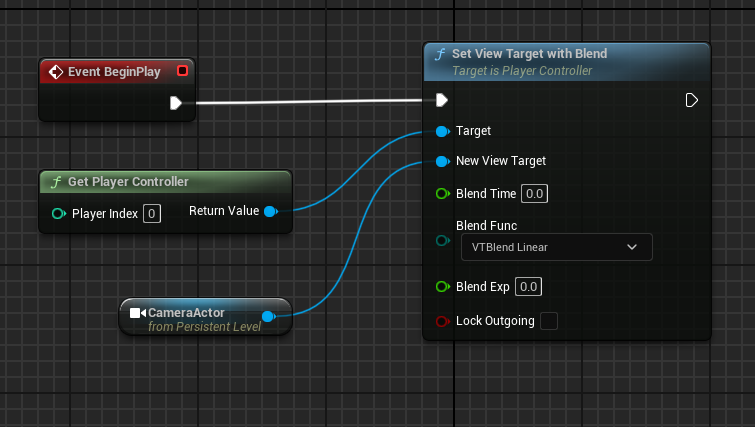 Event BeginPlay
Get Player Controller
Player Index 0
Return Value
CameraActor
from Persistent Level
Set View Target with Blend
Target is Player Controller
Target
New View Target
Blend Time 0.0
Blend Func
VTBlend Linear
Blend Exp 0.0
Lock Outgoing